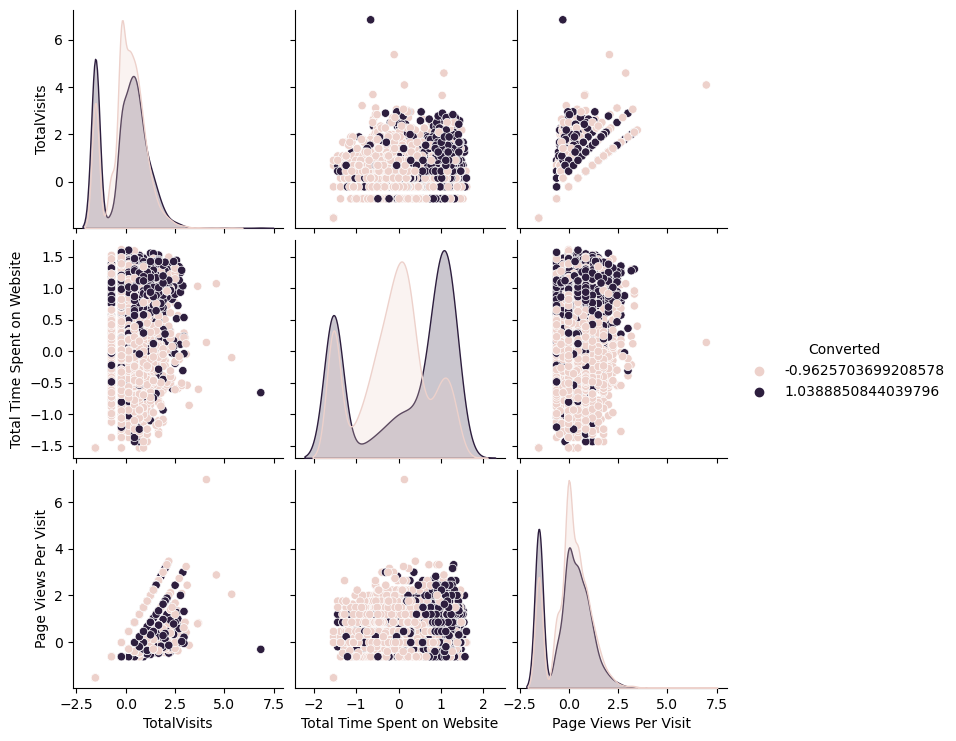 6
4
2
0
TotalVisits
1.5
1.0
0.5
0.0
−0.5
−1.0
−1.5
Total Time Spent on Website
Converted
-0.9625703699208578
1.0388850844039796
6
4
2
0
Page Views Per Visit
−2.5 0.0 2.5 5.0 7.5
TotalVisits
−2 −1 0 1 2
Total Time Spent on Website
−2.5 0.0 2.5 5.0 7.5
Page Views Per Visit